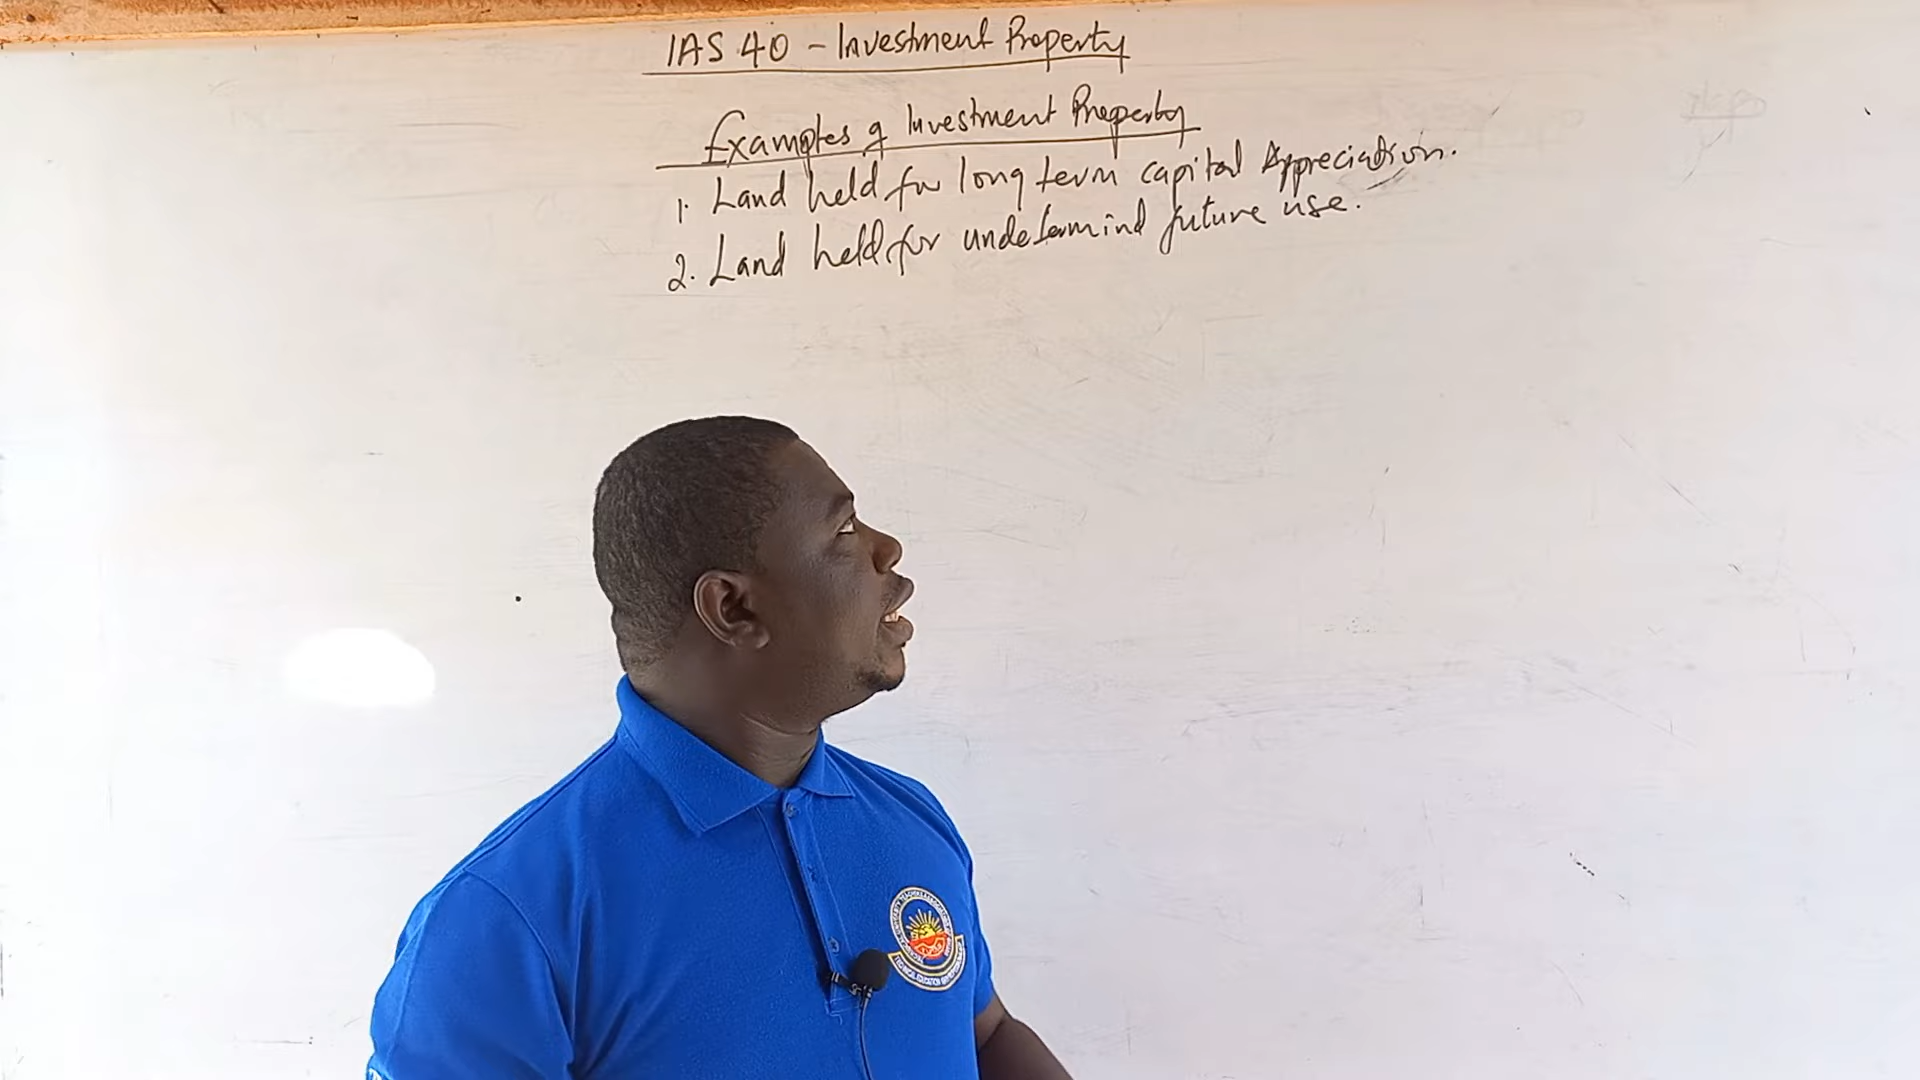 IAS 40 - Investment Property
Examples of Investment Property
1. Land held for long term capital Appreciation.
2. Land held for undetermind future use.